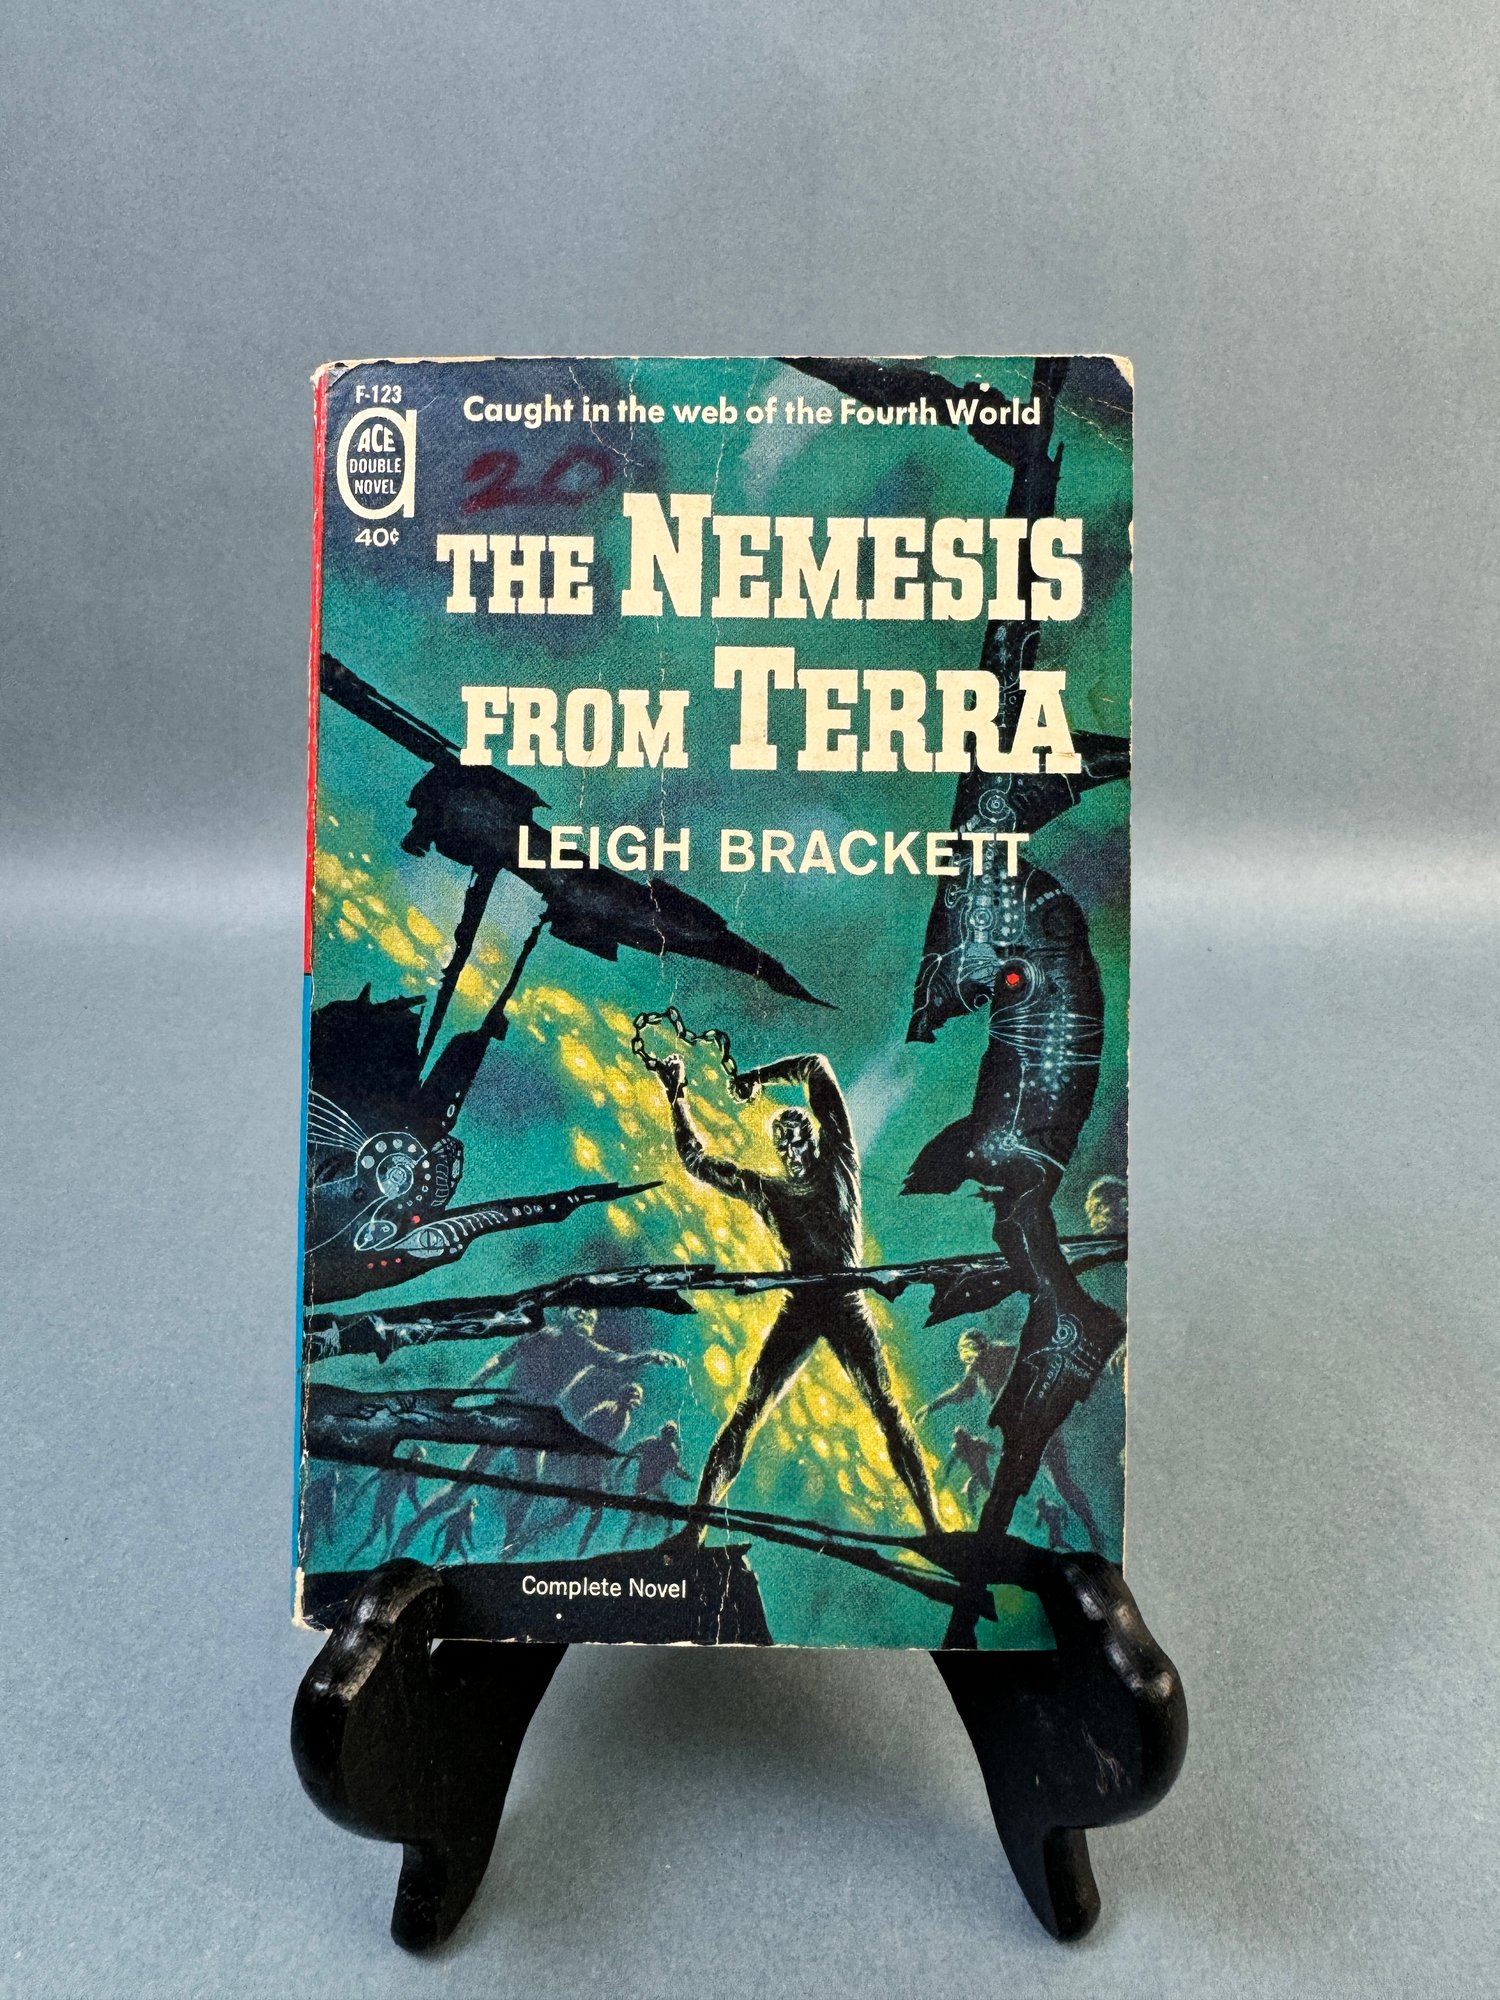 F-123
ACE
DOUBLE
NOVEL
40¢
Caught in the web of the Fourth World
20
THE NEMESIS
FROM TERRA
LEIGH BRACKETT
Complete Novel